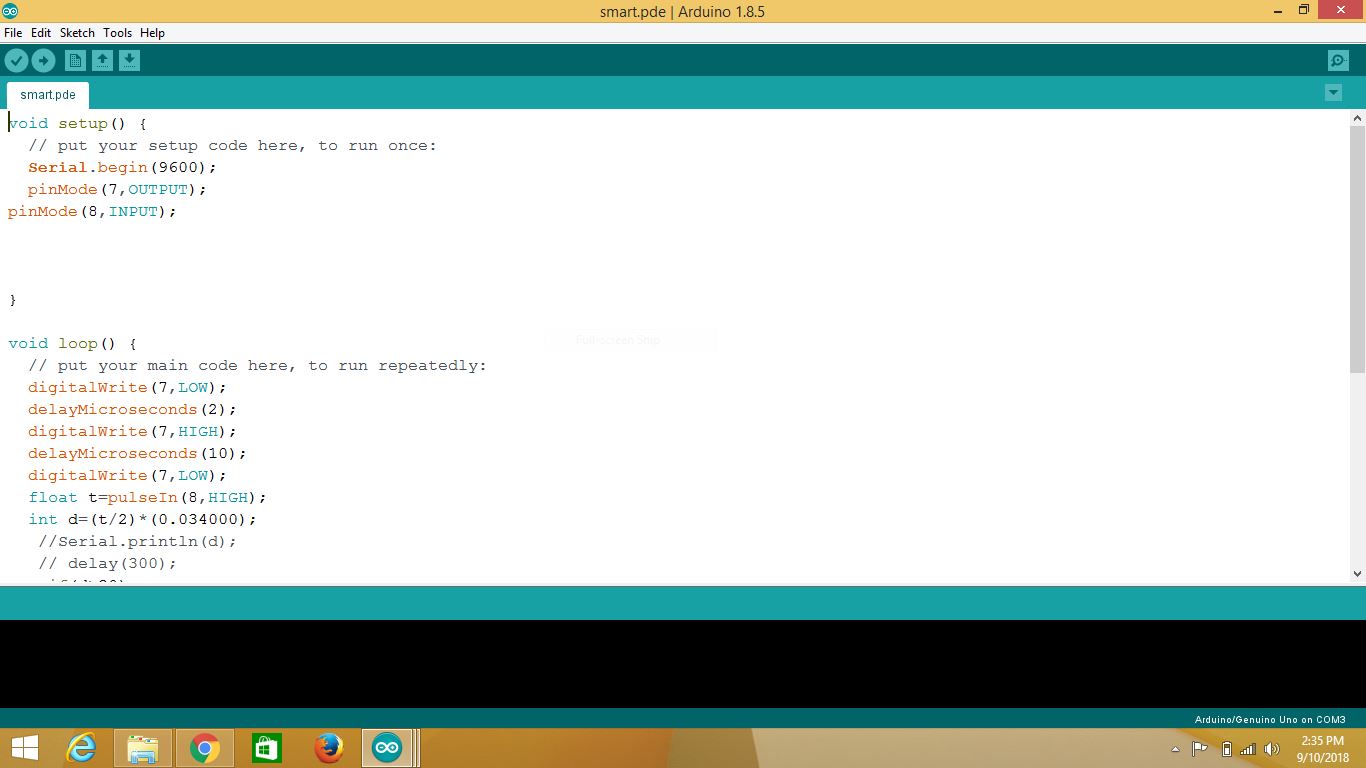 smart.pde | Arduino 1.8.5
File Edit Sketch Tools Help
smart.pde
void setup() {
  // put your setup code here, to run once:
  Serial.begin(9600);
  pinMode(7,OUTPUT);
pinMode(8,INPUT);
}
void loop() {
  // put your main code here, to run repeatedly:
  digitalWrite(7,LOW);
  delayMicroseconds(2);
  digitalWrite(7,HIGH);
  delayMicroseconds(10);
  digitalWrite(7,LOW);
  float t=pulseIn(8,HIGH);
  int d=(t/2)*(0.034000);
   //Serial.println(d);
   // delay(300);
Full-screen Snip
Arduino/Genuino Uno on COM3
2:35 PM
9/10/2018